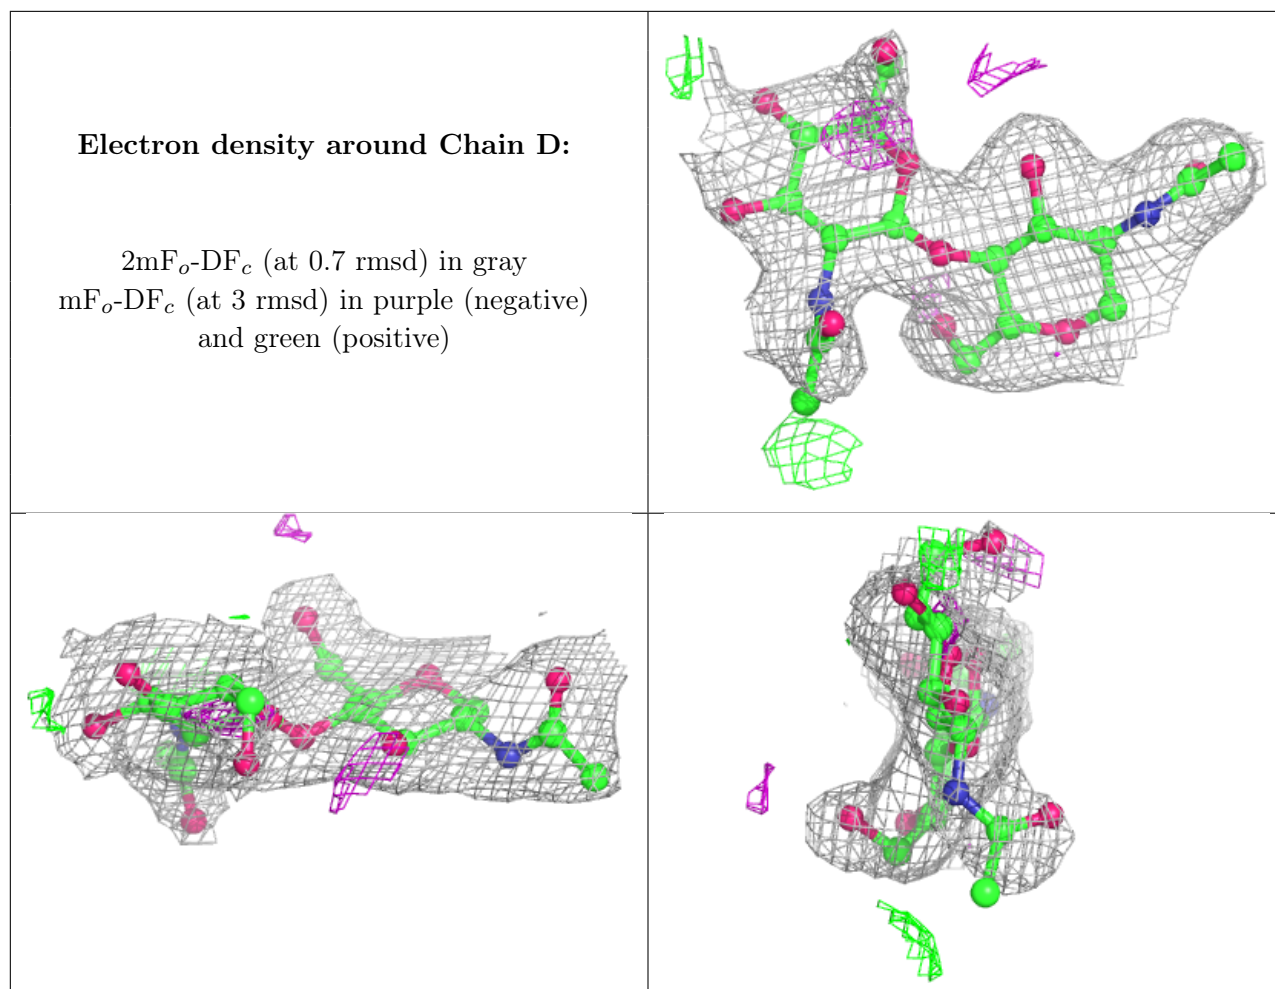 Electron density around Chain D:
2mFₒ-DF𝒸 (at 0.7 rmsd) in gray
mFₒ-DF𝒸 (at 3 rmsd) in purple (negative)
and green (positive)